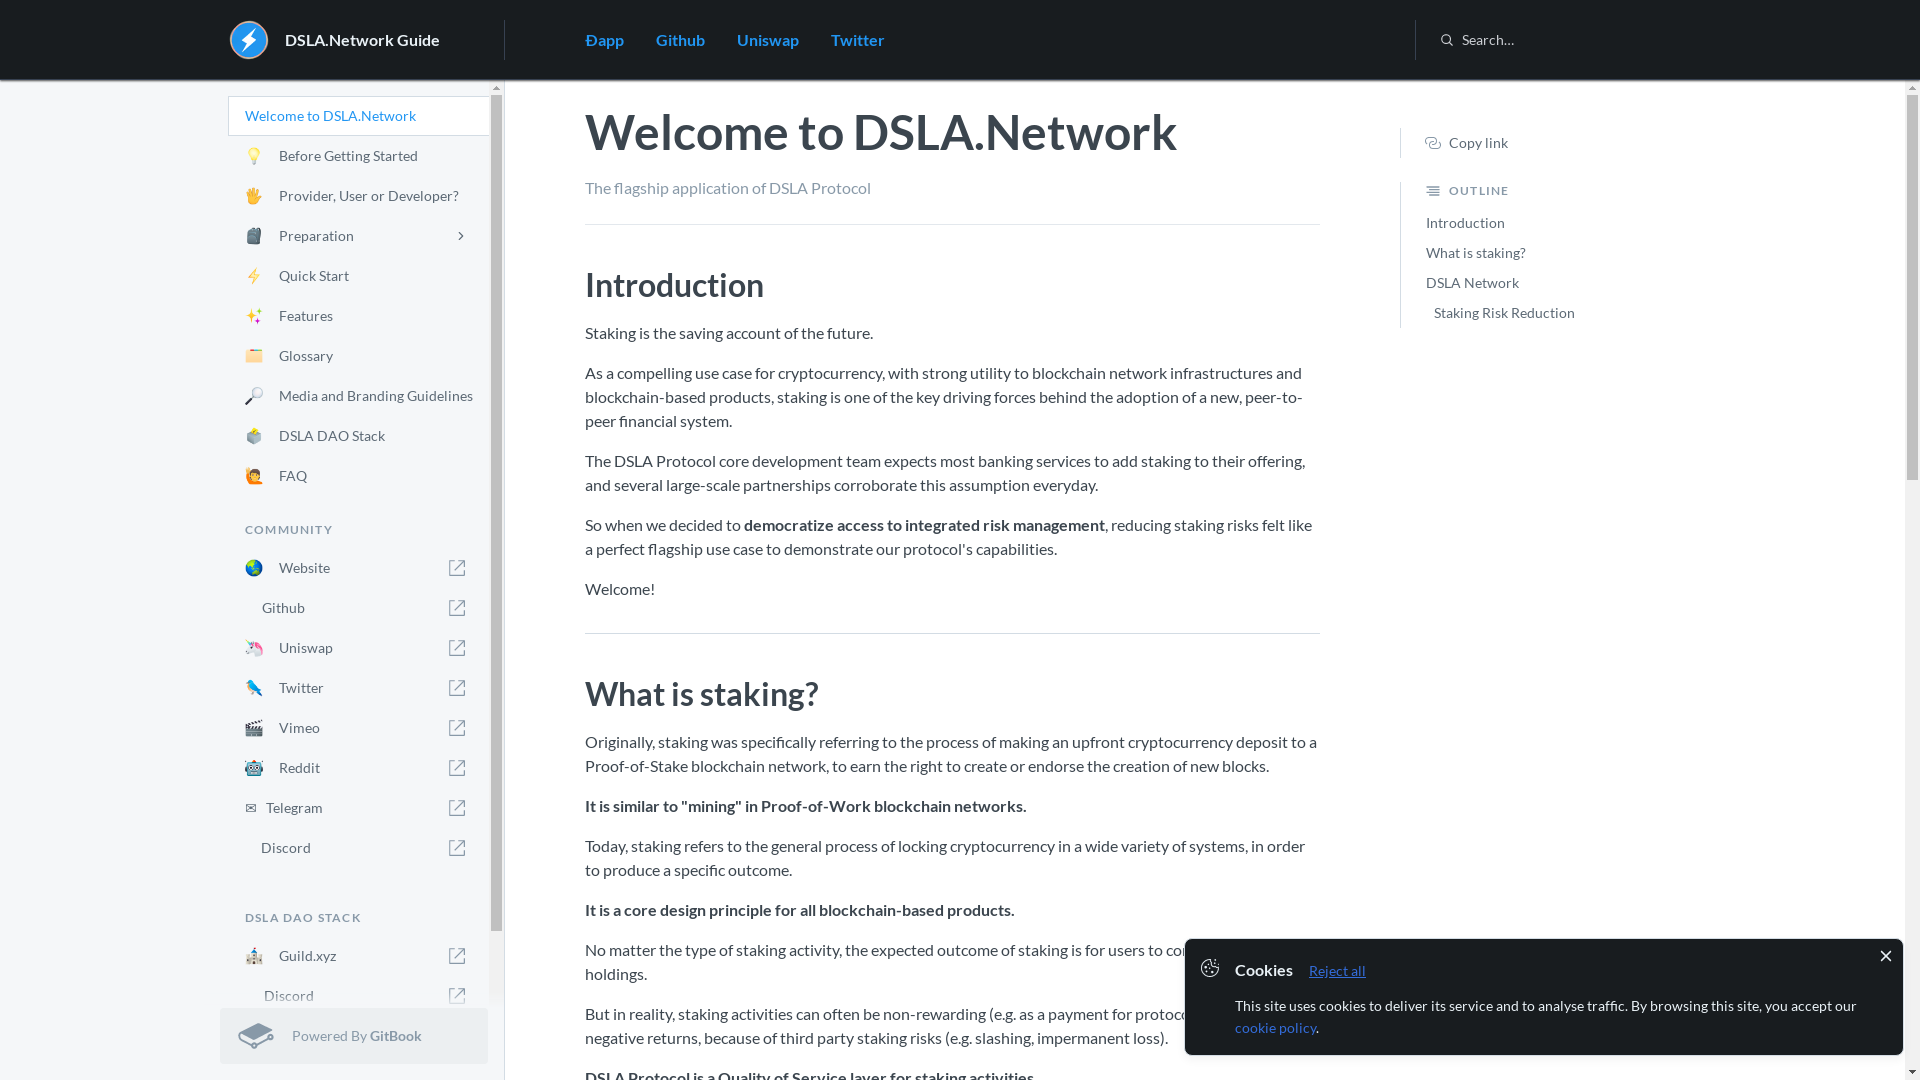 DSLA.Network Guide
Ðapp
Github
Uniswap
Twitter
Search…
Welcome to DSLA.Network
Before Getting Started
Provider, User or Developer?
Preparation
Quick Start
Features
Glossary
Media and Branding Guidelines
DSLA DAO Stack
FAQ
COMMUNITY
Website
Github
Uniswap
Twitter
Vimeo
Reddit
Telegram
Discord
DSLA DAO STACK
Guild.xyz
Discord
Powered By GitBook
Welcome to DSLA.Network
The flagship application of DSLA Protocol
Introduction
Staking is the saving account of the future.
As a compelling use case for cryptocurrency, with strong utility to blockchain network infrastructures and
blockchain-based products, staking is one of the key driving forces behind the adoption of a new, peer-to-
peer financial system.
The DSLA Protocol core development team expects most banking services to add staking to their offering,
and several large-scale partnerships corroborate this assumption everyday.
So when we decided to democratize access to integrated risk management, reducing staking risks felt like
a perfect flagship use case to demonstrate our protocol's capabilities.
Welcome!
What is staking?
Originally, staking was specifically referring to the process of making an upfront cryptocurrency deposit to a
Proof-of-Stake blockchain network, to earn the right to create or endorse the creation of new blocks.
It is similar to "mining" in Proof-of-Work blockchain networks.
Today, staking refers to the general process of locking cryptocurrency in a wide variety of systems, in order
to produce a specific outcome.
It is a core design principle for all blockchain-based products.
No matter the type of staking activity, the expected outcome of staking is for users to
holdings.
But in reality, staking activities can often be non-rewarding (e.g. as a payment for
negative returns, because of third party staking risks (e.g. slashing, impermanent loss).
DSLA Protocol is a Quality of Service layer for staking activities.
Copy link
OUTLINE
Introduction
What is staking?
DSLA Network
Staking Risk Reduction
Cookies
Reject all
This site uses cookies to deliver its service and to analyse traffic. By browsing this site, you accept our
cookie policy.